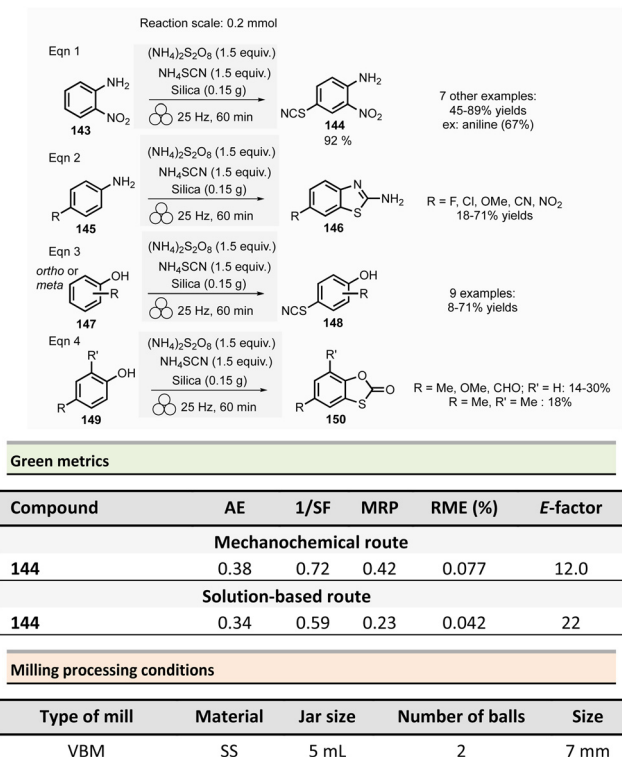 Reaction scale: 0.2 mmol
Eqn 1
(NH₄)₂S₂O₈ (1.5 equiv.)
NH₄SCN (1.5 equiv.)
Silica (0.15 g)
25 Hz, 60 min
NH₂
NO₂
143
NH₂
NCS
NO₂
144
92 %
7 other examples:
45-89% yields
ex: aniline (67%)
Eqn 2
(NH₄)₂S₂O₈ (1.5 equiv.)
NH₄SCN (1.5 equiv.)
Silica (0.15 g)
25 Hz, 60 min
NH₂
R
145
N
NH₂
R
S
146
R = F, Cl, OMe, CN, NO₂
18-71% yields
Eqn 3
(NH₄)₂S₂O₈ (1.5 equiv.)
NH₄SCN (1.5 equiv.)
Silica (0.15 g)
25 Hz, 60 min
ortho or
meta
OH
R
147
OH
NCS
R
148
9 examples:
8-71% yields
Eqn 4
(NH₄)₂S₂O₈ (1.5 equiv.)
NH₄SCN (1.5 equiv.)
Silica (0.15 g)
25 Hz, 60 min
R'
OH
R
149
R'
O
O
R
S
150
R = Me, OMe, CHO; R' = H: 14-30%
R = Me, R' = Me : 18%
Green metrics
Compound AE 1/SF MRP RME (%) E-factor
Mechanochemical route
144 0.38 0.72 0.42 0.077 12.0
Solution-based route
144 0.34 0.59 0.23 0.042 22
Milling processing conditions
Type of mill Material Jar size Number of balls Size
VBM SS 5 mL 2 7 mm